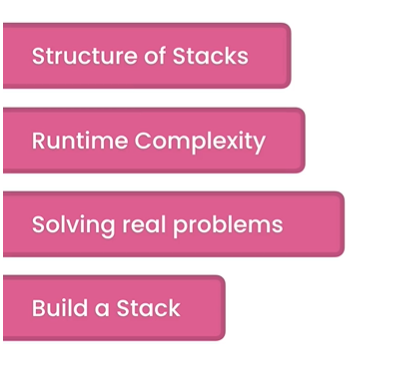 Structure of Stacks
Runtime Complexity
Solving real problems
Build a Stack